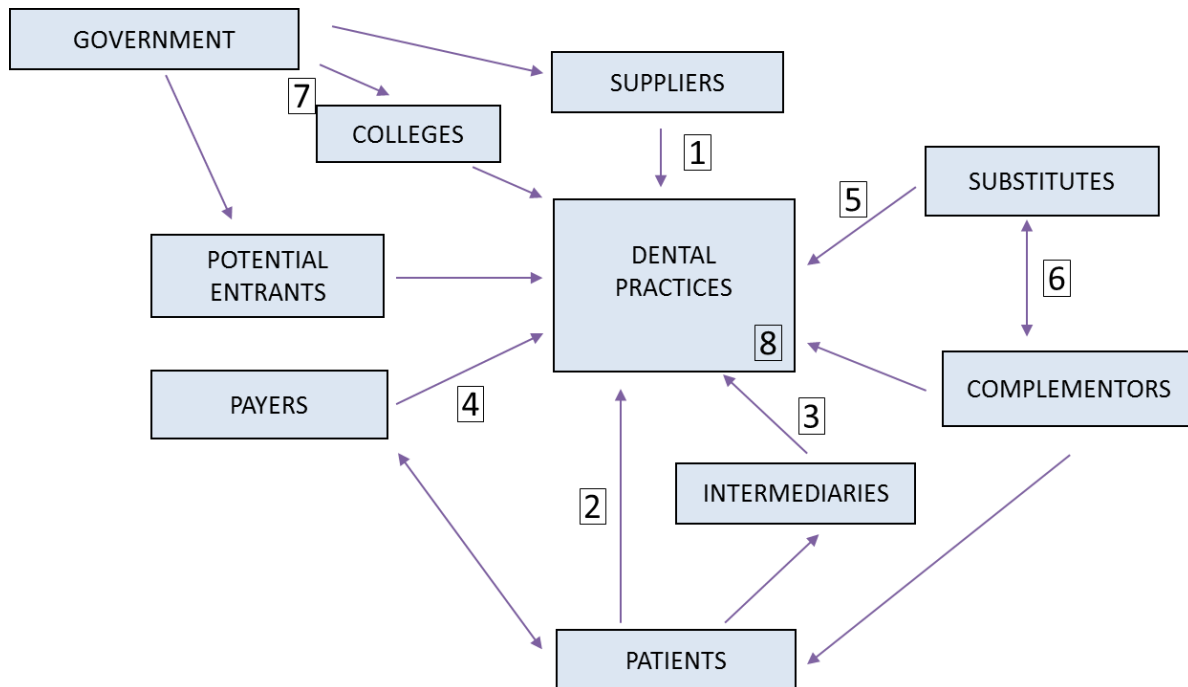 GOVERNMENT
SUPPLIERS
7
COLLEGES
1
SUBSTITUTES
5
POTENTIAL
ENTRANTS
DENTAL
PRACTICES
6
8
PAYERS
4
COMPLEMENTORS
3
INTERMEDIARIES
2
PATIENTS